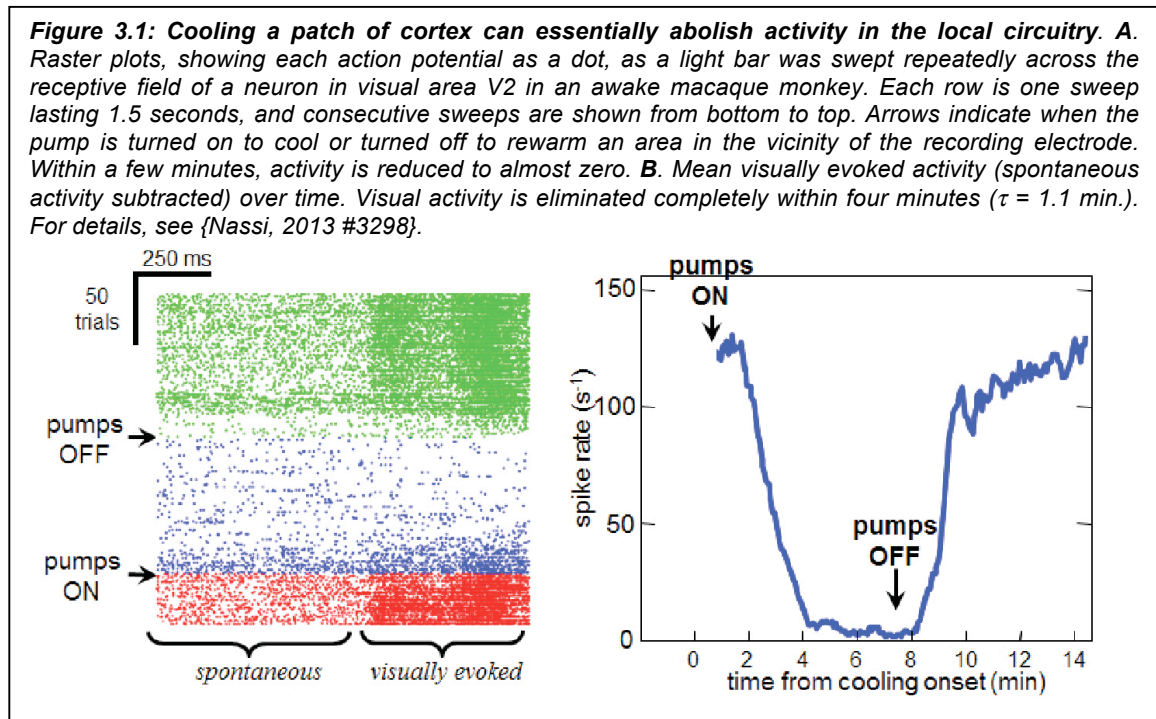 Figure 3.1: Cooling a patch of cortex can essentially abolish activity in the local circuitry. A.
Raster plots, showing each action potential as a dot, as a light bar was swept repeatedly across the
receptive field of a neuron in visual area V2 in an awake macaque monkey. Each row is one sweep
lasting 1.5 seconds, and consecutive sweeps are shown from bottom to top. Arrows indicate when the
pump is turned on to cool or turned off to rewarm an area in the vicinity of the recording electrode.
Within a few minutes, activity is reduced to almost zero. B. Mean visually evoked activity (spontaneous
activity subtracted) over time. Visual activity is eliminated completely within four minutes (τ = 1.1 min.).
For details, see {Nassi, 2013 #3298}.
250 ms
50
trials
pumps
OFF
pumps
ON
spontaneous
visually evoked
pumps
ON
pumps
OFF
150
100
50
0
spike rate (s-1)
0 2 4 6 8 10 12 14
time from cooling onset (min)